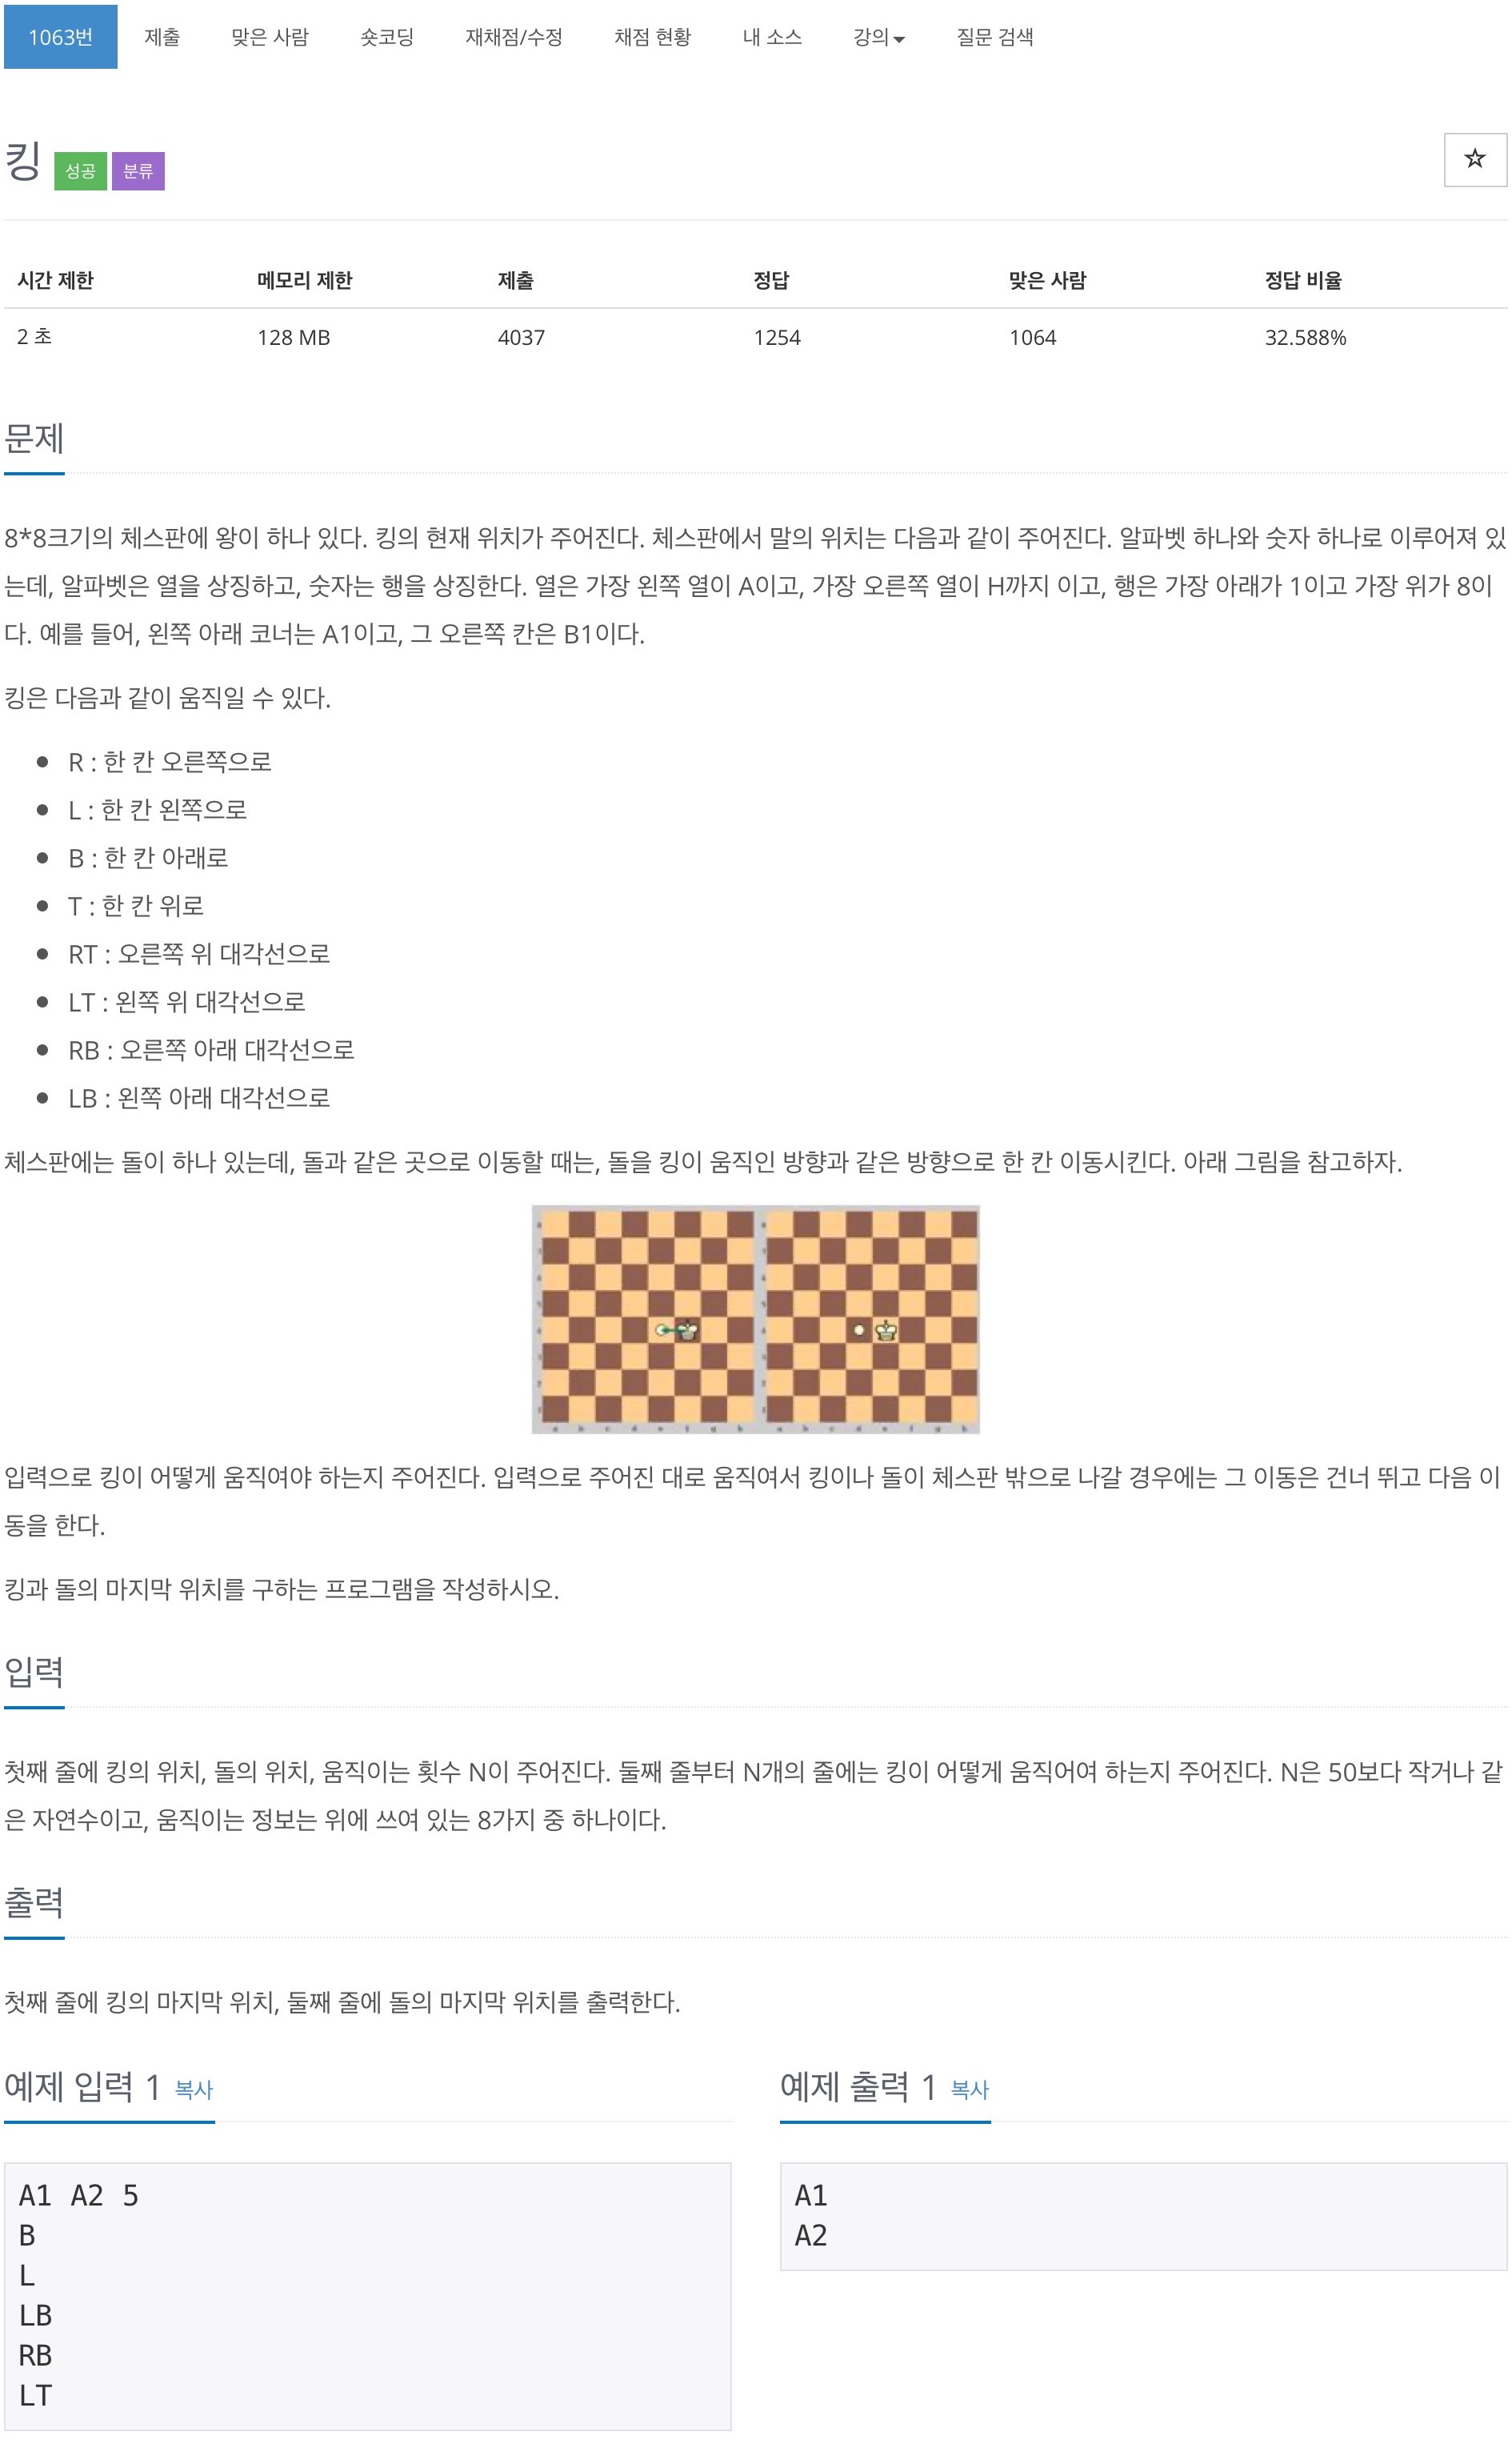 1063번 제출 맞은 사람 숏코딩 재채점/수정 채점 현황 내 소스 강의 질문 검색
킹 성공 분류
시간 제한 메모리 제한 제출 정답 맞은 사람 정답 비율
2 초 128 MB 4037 1254 1064 32.588%
문제
8*8크기의 체스판에 왕이 하나 있다. 킹의 현재 위치가 주어진다. 체스판에서 말의 위치는 다음과 같이 주어진다. 알파벳 하나와 숫자 하나로 이루어져 있
는데, 알파벳은 열을 상징하고, 숫자는 행을 상징한다. 열은 가장 왼쪽 열이 A이고, 가장 오른쪽 열이 H까지 이고, 행은 가장 아래가 1이고 가장 위가 8이
다. 예를 들어, 왼쪽 아래 코너는 A1이고, 그 오른쪽 칸은 B1이다.
킹은 다음과 같이 움직일 수 있다.
R : 한 칸 오른쪽으로
L : 한 칸 왼쪽으로
B : 한 칸 아래로
T : 한 칸 위로
RT : 오른쪽 위 대각선으로
LT : 왼쪽 위 대각선으로
RB : 오른쪽 아래 대각선으로
LB : 왼쪽 아래 대각선으로
체스판에는 돌이 하나 있는데, 돌과 같은 곳으로 이동할 때는, 돌을 킹이 움직인 방향과 같은 방향으로 한 칸 이동시킨다. 아래 그림을 참고하자.
입력으로 킹이 어떻게 움직여야 하는지 주어진다. 입력으로 주어진 대로 움직여서 킹이나 돌이 체스판 밖으로 나갈 경우에는 그 이동은 건너 뛰고 다음 이
동을 한다.
킹과 돌의 마지막 위치를 구하는 프로그램을 작성하시오.
입력
첫째 줄에 킹의 위치, 돌의 위치, 움직이는 횟수 N이 주어진다. 둘째 줄부터 N개의 줄에는 킹이 어떻게 움직어여 하는지 주어진다. N은 50보다 작거나 같
은 자연수이고, 움직이는 정보는 위에 쓰여 있는 8가지 중 하나이다.
출력
첫째 줄에 킹의 마지막 위치, 둘째 줄에 돌의 마지막 위치를 출력한다.
예제 입력 1 복사
A1 A2 5
B
L
LB
RB
LT
예제 출력 1 복사
A1
A2